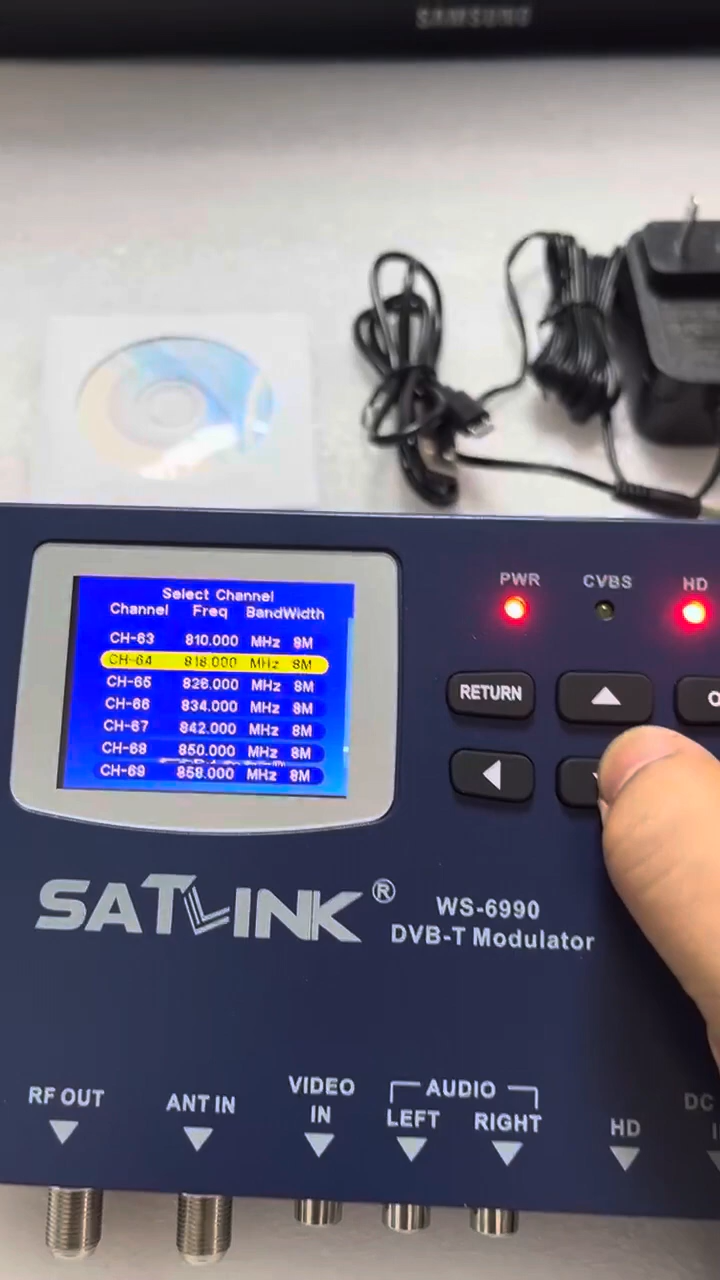 SAMSUNG
PWR CVBS HD
Select Channel
Channel Freq BandWidth
CH-63 810.000 MHz 8M
CH-64 818.000 MHz 8M
CH-65 826.000 MHz 8M
CH-66 834.000 MHz 8M
CH-67 842.000 MHz 8M
CH-68 850.000 MHz 8M
CH-69 858.000 MHz 8M
RETURN
SATLINK®
WS-6990
DVB-T Modulator
RF OUT
ANT IN
VIDEO
IN
AUDIO
LEFT RIGHT
HD
DC